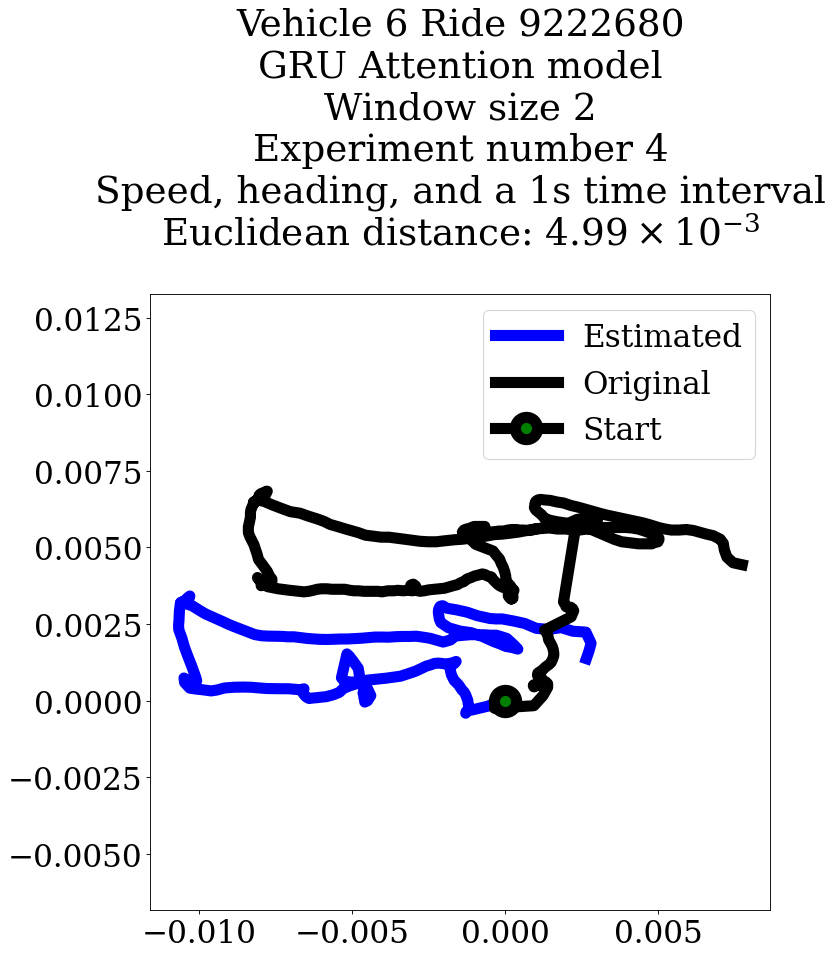 Vehicle 6 Ride 9222680
GRU Attention model
Window size 2
Experiment number 4
Speed, heading, and a 1s time interval
Euclidean distance: 4.99 × 10⁻³
Estimated
Original
Start
0.0125
0.0100
0.0075
0.0050
0.0025
0.0000
−0.0025
−0.0050
−0.010 −0.005 0.000 0.005